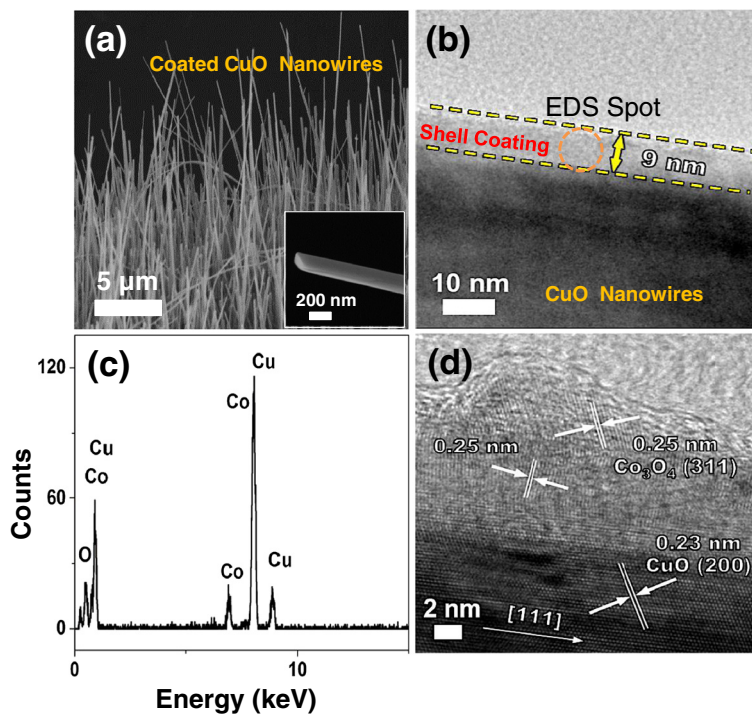 (a)
Coated CuO Nanowires
5 μm
200 nm
(b)
EDS Spot
Shell Coating
9 nm
10 nm
CuO Nanowires
(c)
120
60
0
Counts
Cu
Co
O
Cu
Co
Co
Cu
0
10
Energy (keV)
(d)
0.25 nm
0.25 nm
Co₃O₄ (311)
0.23 nm
CuO (200)
2 nm
[111]